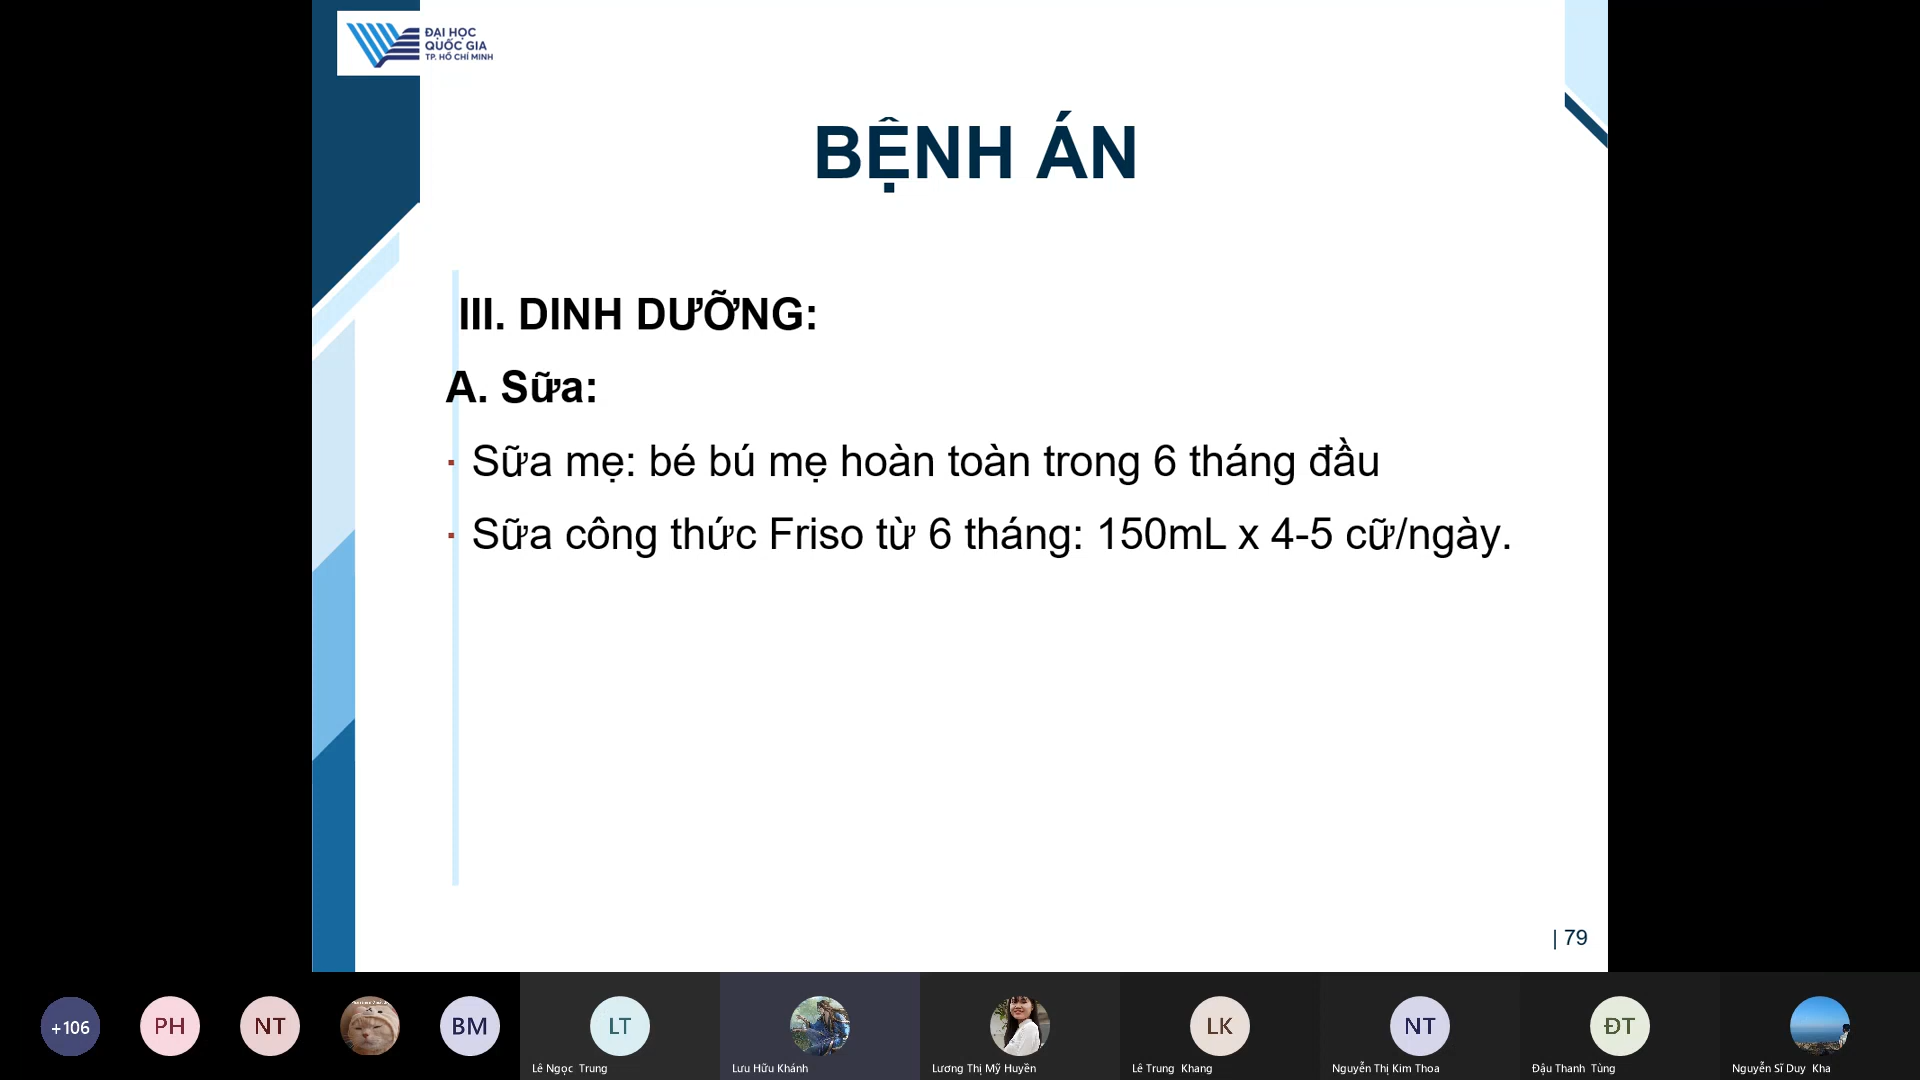 ĐẠI HỌC
QUỐC GIA
TP. HỒ CHÍ MINH
BỆNH ÁN
III. DINH DƯỠNG:
A. Sữa:
· Sữa mẹ: bé bú mẹ hoàn toàn trong 6 tháng đầu
· Sữa công thức Friso từ 6 tháng: 150mL x 4-5 cữ/ngày.
| 79
+106
PH
NT
BM
LT
LK
NT
ĐT
Lê Ngọc Trung
Lưu Hữu Khánh
Lương Thị Mỹ Huyền
Lê Trung Khang
Nguyễn Thị Kim Thoa
Đậu Thanh Tùng
Nguyễn Sĩ Duy Kha